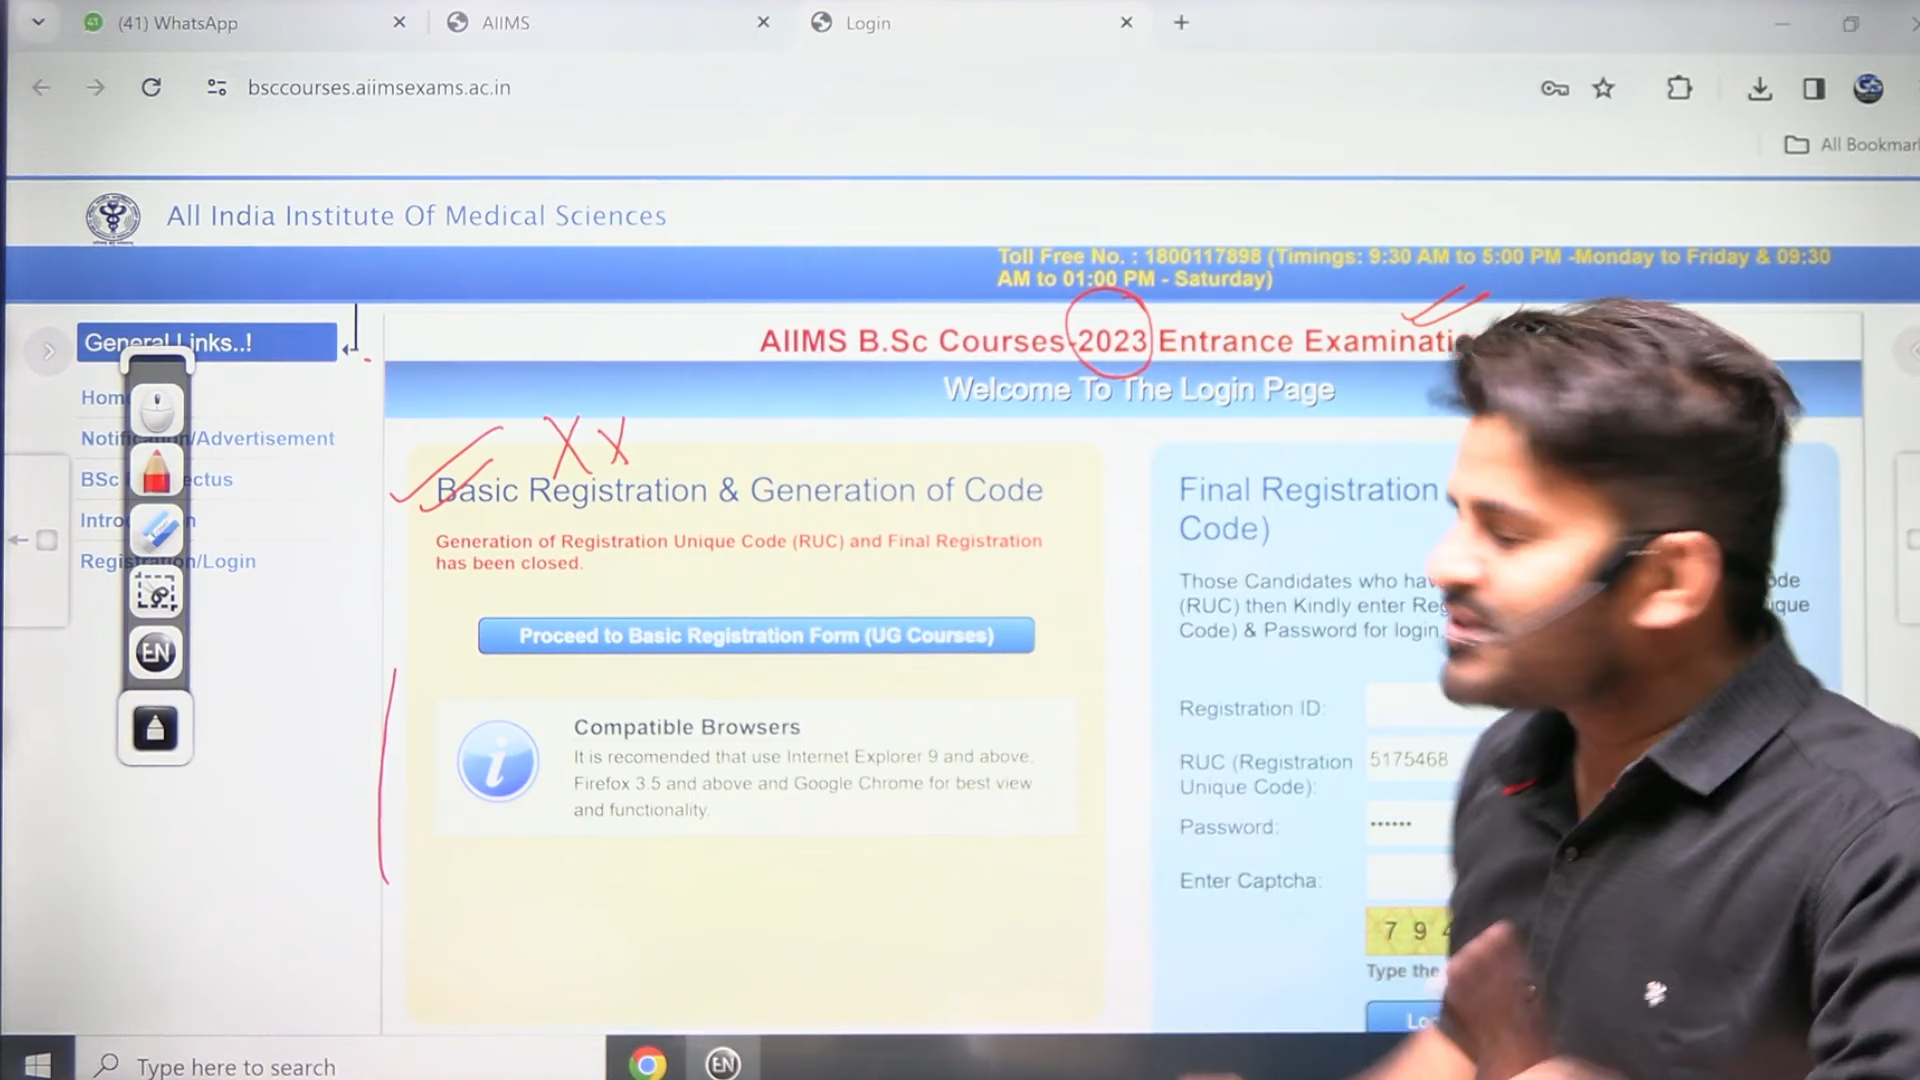 (41) WhatsApp
AIIMS
Login
bsccourses.aiimsexams.ac.in
All Bookmar
All India Institute Of Medical Sciences
Toll Free No. : 1800117898 (Timings: 9:30 AM to 5:00 PM -Monday to Friday & 09:30
AM to 01:00 PM - Saturday)
General Links..!
AIIMS B.Sc Courses-2023 Entrance Examinati
Welcome To The Login Page
Hom
Notif n/Advertisement
BSc ectus
Intro n
Regist on/Login
X X
Basic Registration & Generation of Code
Generation of Registration Unique Code (RUC) and Final Registration
has been closed.
Proceed to Basic Registration Form (UG Courses)
Compatible Browsers
It is recomended that use Internet Explorer 9 and above,
Firefox 3.5 and above and Google Chrome for best view
and functionality.
Final Registration
Code)
Those Candidates who hav ode
(RUC) then Kindly enter Reg ique
Code) & Password for login.
Registration ID:
RUC (Registration 5175468
Unique Code):
Password: ••••••
Enter Captcha:
7 9 4
Type the
Lo
EN
Type here to search
EN